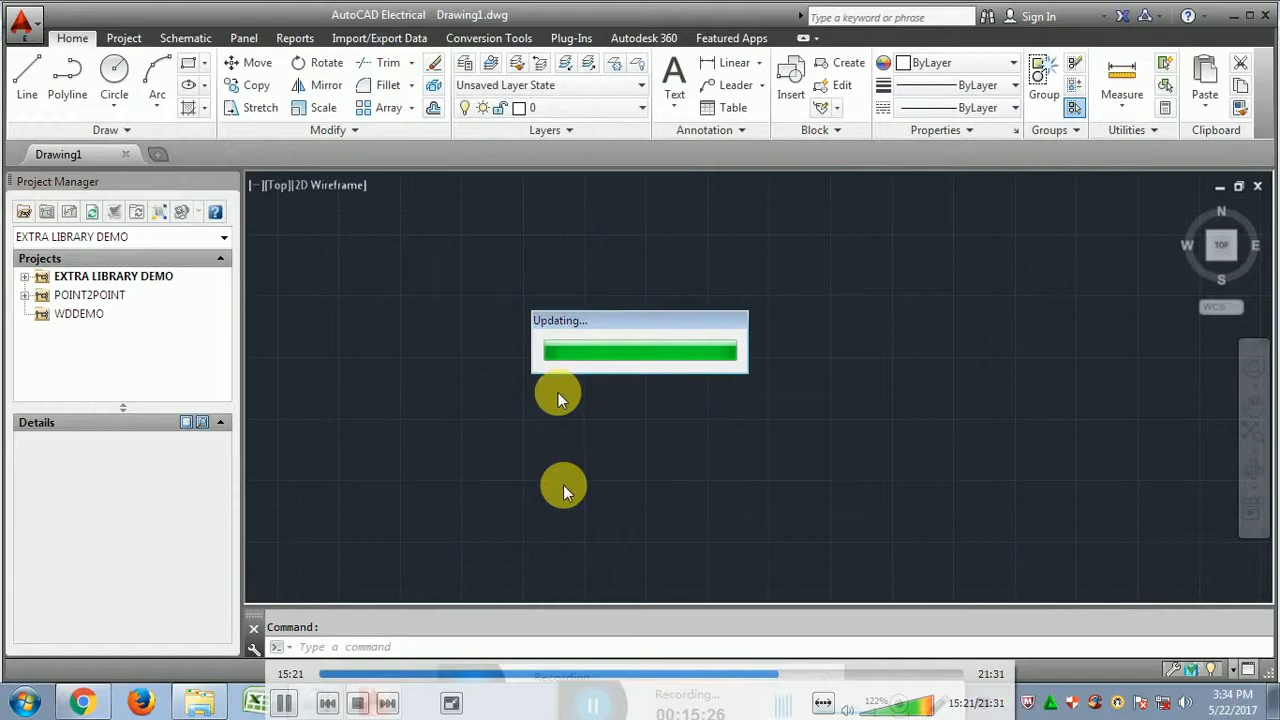 AutoCAD Electrical Drawing1.dwg
Type a keyword or phrase
Sign In
Home Project Schematic Panel Reports Import/Export Data Conversion Tools Plug-Ins Autodesk 360 Featured Apps
Line Polyline Circle Arc
Move Rotate Trim
Copy Mirror Fillet
Stretch Scale Array
Unsaved Layer State
0
Text
Linear
Leader
Table
Insert
Create
Edit
ByLayer
ByLayer
ByLayer
Group
Measure
Paste
Draw Modify Layers Annotation Block Properties Groups Utilities Clipboard
Drawing1
Project Manager
[−][Top][2D Wireframe]
EXTRA LIBRARY DEMO
Projects
EXTRA LIBRARY DEMO
POINT2POINT
WDDEMO
Details
Updating...
N
W TOP E
S
WCS
Command:
Type a command
15:21 21:31
Recording...
Recording...
00:15:26
122%
15:21/21:31
3:34 PM
5/22/2017